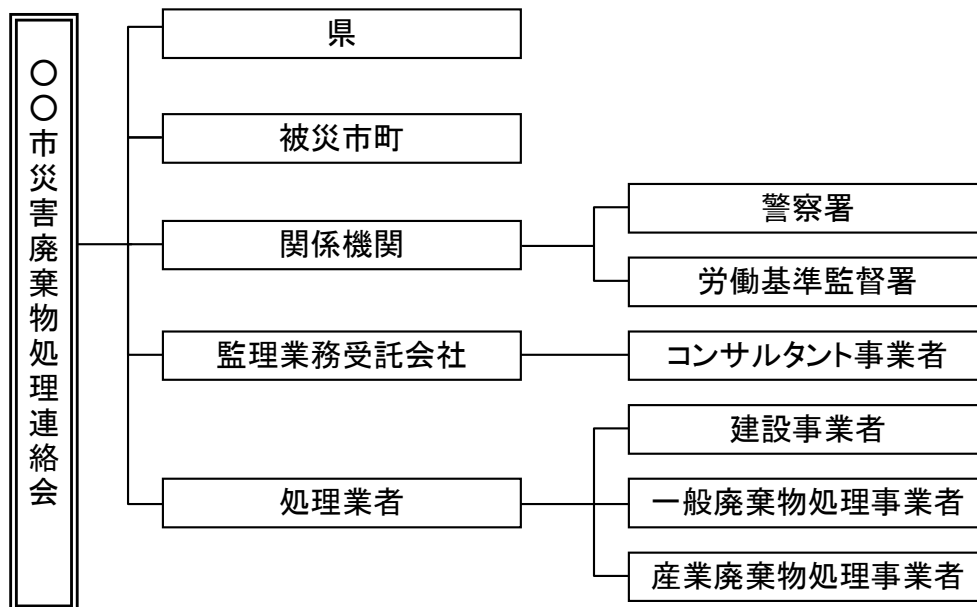 〇〇市災害廃棄物処理連絡会
県
被災市町
関係機関
警察署
労働基準監督署
監理業務受託会社
コンサルタント事業者
処理業者
建設事業者
一般廃棄物処理事業者
産業廃棄物処理事業者